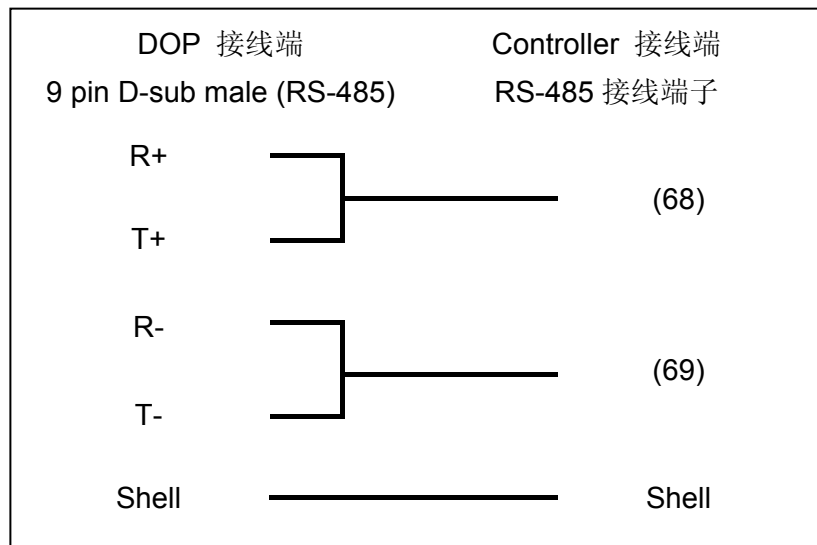 DOP 接线端 Controller 接线端
9 pin D-sub male (RS-485) RS-485 接线端子
R+
(68)
T+
R-
(69)
T-
Shell Shell